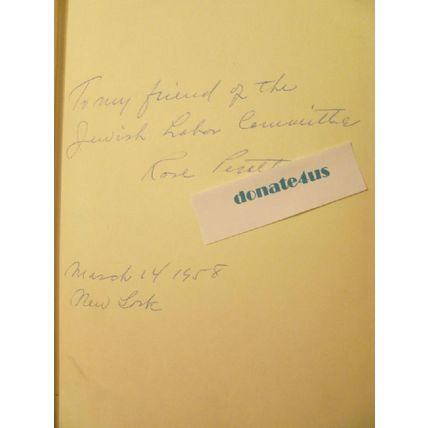 To my friend of the
Jewish Labor Committee
Rose
donate4us
March 14 1958
New York